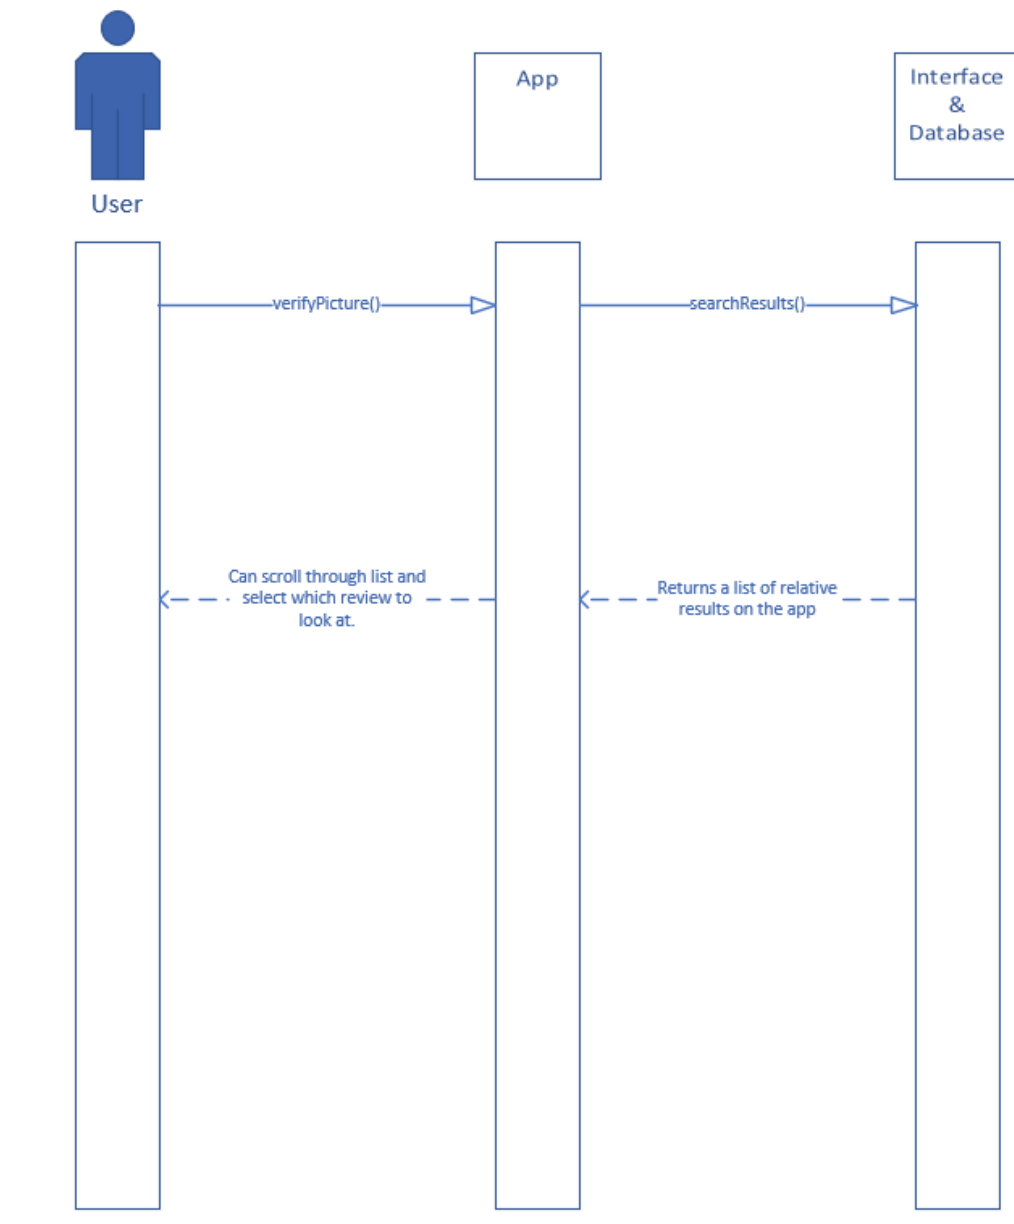 App
Interface
&
Database
User
verifyPicture()
searchResults()
Can scroll through list and
select which review to
look at.
Returns a list of relative
results on the app